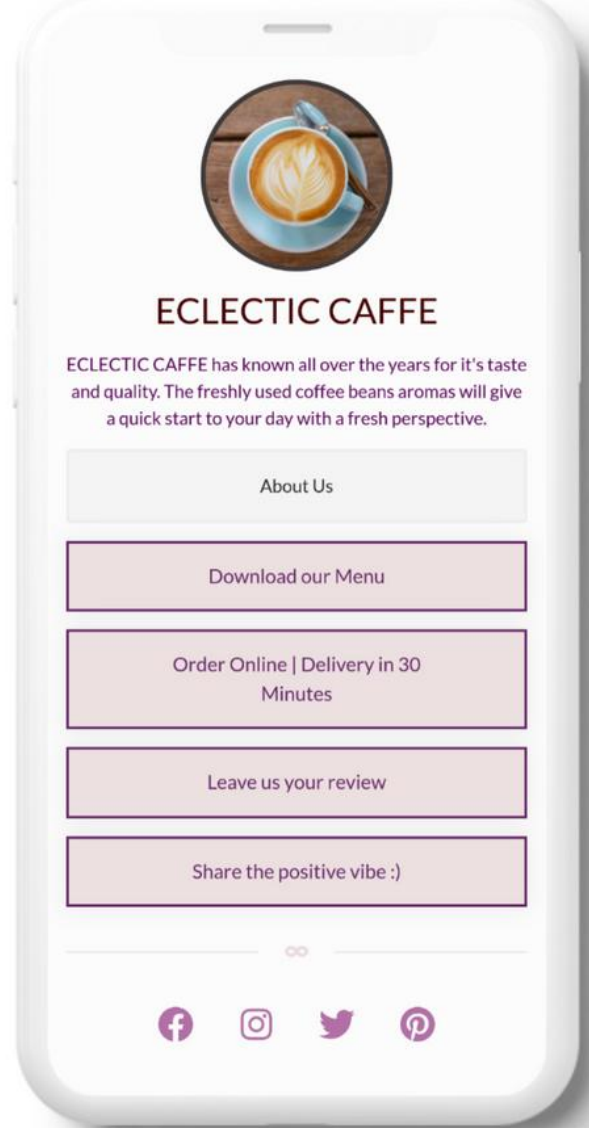 ECLECTIC CAFFE
ECLECTIC CAFFE has known all over the years for it's taste
and quality. The freshly used coffee beans aromas will give
a quick start to your day with a fresh perspective.
About Us
Download our Menu
Order Online | Delivery in 30
Minutes
Leave us your review
Share the positive vibe :)